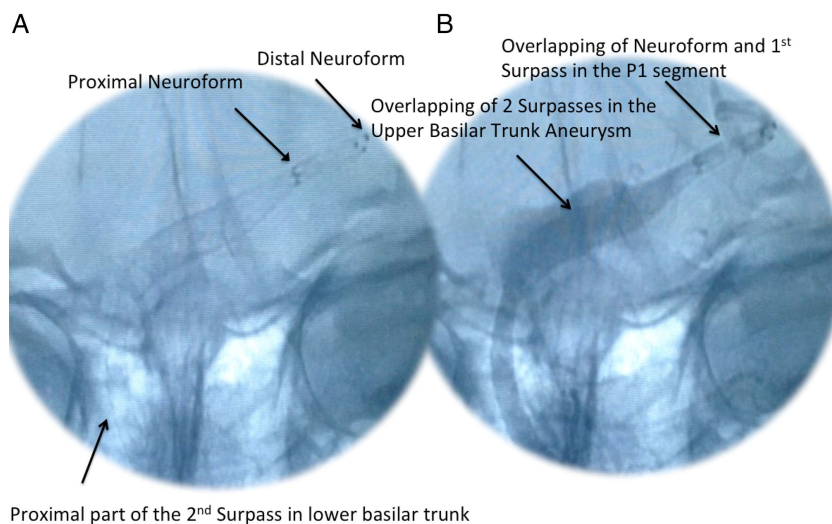 A
B
Proximal Neuroform
Distal Neuroform
Overlapping of Neuroform and 1st
Surpass in the P1 segment
Overlapping of 2 Surpasses in the
Upper Basilar Trunk Aneurysm
Proximal part of the 2nd Surpass in lower basilar trunk